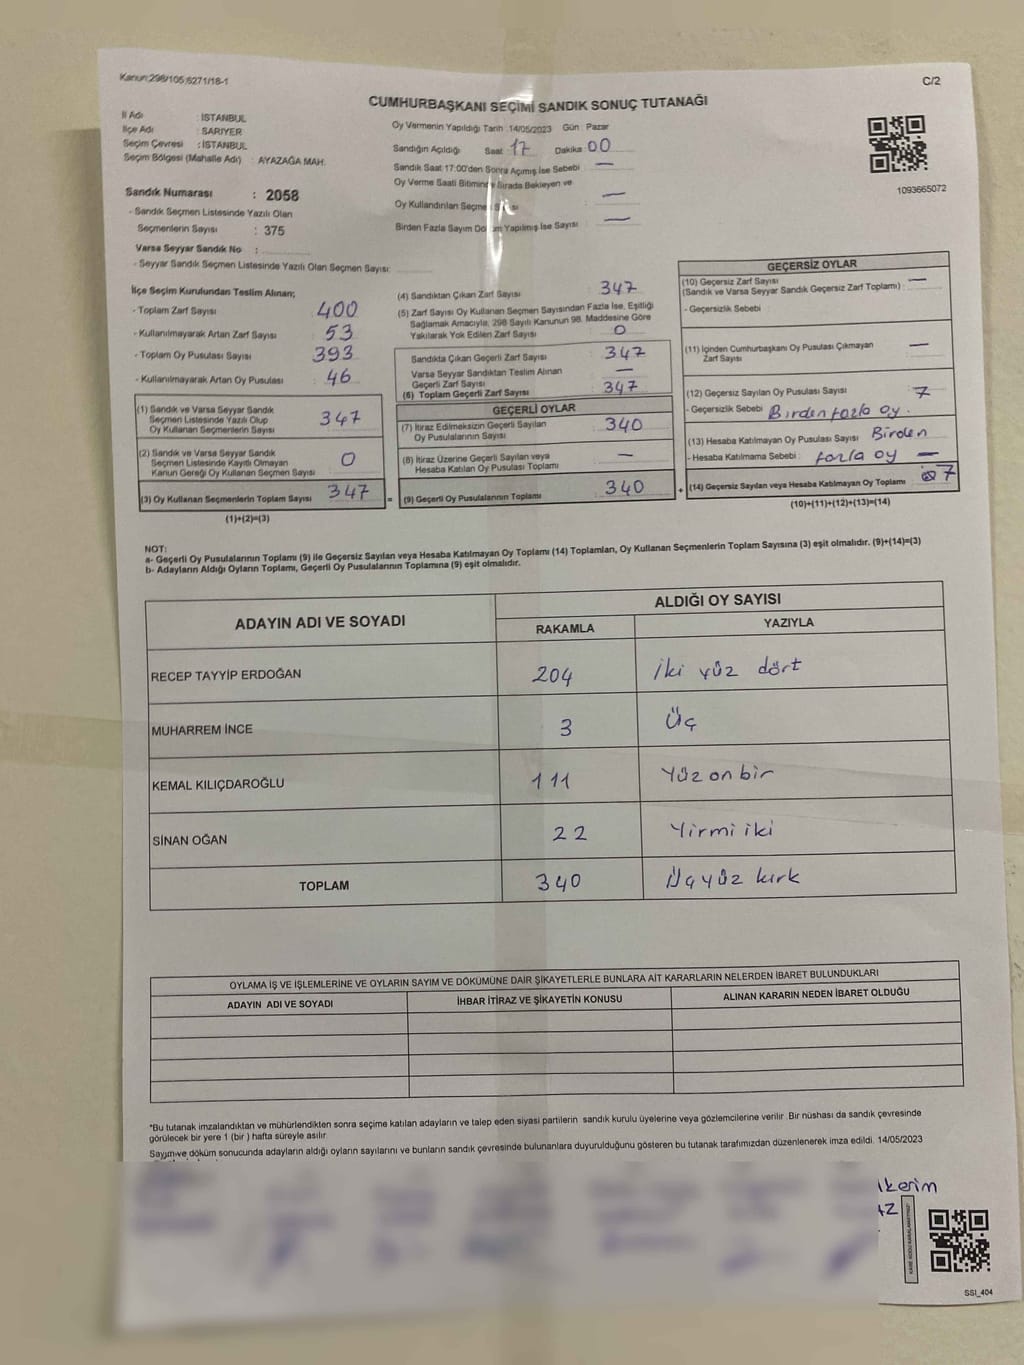 Kanun:298/105;6271/18-1
C/2
CUMHURBAŞKANI SEÇİMİ SANDIK SONUÇ TUTANAĞI
İl Adı : İSTANBUL
İlçe Adı : SARIYER
Seçim Çevresi : İSTANBUL
Seçim Bölgesi (Mahalle Adı) : AYAZAĞA MAH.
Sandık Numarası : 2058
- Sandık Seçmen Listesinde Yazılı Olan
Seçmenlerin Sayısı : 375
Varsa Seyyar Sandık No :
- Seyyar Sandık Seçmen Listesinde Yazılı Olan Seçmen Sayısı:
Oy Vermenin Yapıldığı Tarih :14/05/2023 Gün : Pazar
Sandığın Açıldığı Saat : 17 Dakika : 00
Sandık Saat 17:00'den Sonra Açımış İse Sebebi : —
Oy Verme Saati Bitiminde Sırada Bekleyen ve
Oy Kullandırılan Seçmen Sayısı : —
Birden Fazla Sayım Döküm Yapılmış İse Sayısı : —
1093665072
İlçe Seçim Kurulundan Teslim Alınan;
- Toplam Zarf Sayısı : 400
- Kullanılmayarak Artan Zarf Sayısı : 53
- Toplam Oy Pusulası Sayısı : 393
- Kullanılmayarak Artan Oy Pusulası : 46
(1) Sandık ve Varsa Seyyar Sandık
Seçmen Listesinde Yazılı Olup
Oy Kullanan Seçmenlerin Sayısı : 347
(2) Sandık ve Varsa Seyyar Sandık
Seçmen Listesinde Kayıtlı Olmayan
Kanun Gereği Oy Kullanan Seçmen Sayısı : 0
(3) Oy Kullanan Seçmenlerin Toplam Sayısı : 347
(1)+(2)=(3)
(4) Sandıktan Çıkan Zarf Sayısı : 347
(5) Zarf Sayısı Oy Kullanan Seçmen Sayısından Fazla İse, Eşitliği
Sağlamak Amacıyla, 298 Sayılı Kanunun 98. Maddesine Göre
Yakılarak Yok Edilen Zarf Sayısı : 0
Sandıkta Çıkan Geçerli Zarf Sayısı : 347
Varsa Seyyar Sandıktan Teslim Alınan
Geçerli Zarf Sayısı : —
(6) Toplam Geçerli Zarf Sayısı : 347
GEÇERLİ OYLAR
(7) İtiraz Edilmeksizin Geçerli Sayılan
Oy Pusulalarının Sayısı : 340
(8) İtiraz Üzerine Geçerli Sayılan veya
Hesaba Katılan Oy Pusulası Toplamı : —
= (9) Geçerli Oy Pusulalarının Toplamı : 340
GEÇERSİZ OYLAR
(10) Geçersiz Zarf Sayısı
(Sandık ve Varsa Seyyar Sandık Geçersiz Zarf Toplamı) : —
- Geçersizlik Sebebi :
(11) İçinden Cumhurbaşkanı Oy Pusulası Çıkmayan
Zarf Sayısı : —
(12) Geçersiz Sayılan Oy Pusulası Sayısı : 7
- Geçersizlik Sebebi : Birden fazla oy.
(13) Hesaba Katılmayan Oy Pusulası Sayısı : Birden
- Hesaba Katılmama Sebebi : fazla oy —
+ (14) Geçersiz Sayılan veya Hesaba Katılmayan Oy Toplamı : 7
(10)+(11)+(12)+(13)=(14)
NOT:
a- Geçerli Oy Pusulalarının Toplamı (9) ile Geçersiz Sayılan veya Hesaba Katılmayan Oy Toplamı (14) Toplamları, Oy Kullanan Seçmenlerin Toplam Sayısına (3) eşit olmalıdır. (9)+(14)=(3)
b- Adayların Aldığı Oyların Toplamı, Geçerli Oy Pusulalarının Toplamına (9) eşit olmalıdır.
ADAYIN ADI VE SOYADI ALDIĞI OY SAYISI
RAKAMLA YAZIYLA
RECEP TAYYİP ERDOĞAN 204 İki yüz dört
MUHARREM İNCE 3 Üç
KEMAL KILIÇDAROĞLU 111 Yüz on bir
SİNAN OĞAN 22 Yirmi iki
TOPLAM 340 Üçyüz kırk
OYLAMA İŞ VE İŞLEMLERİNE VE OYLARIN SAYIM VE DÖKÜMÜNE DAİR ŞİKAYETLERLE BUNLARA AİT KARARLARIN NELERDEN İBARET BULUNDUKLARI
ADAYIN ADI VE SOYADI İHBAR İTİRAZ VE ŞİKAYETİN KONUSU ALINAN KARARIN NEDEN İBARET OLDUĞU
*Bu tutanak imzalandıktan ve mühürlendikten sonra seçime katılan adayların ve talep eden siyasi partilerin sandık kurulu üyelerine veya gözlemcilerine verilir .Bir nüshası da sandık çevresinde
görülecek bir yere 1 (bir ) hafta süreyle asılır.
Sayım ve döküm sonucunda adayların aldığı oyların sayılarını ve bunların sandık çevresinde bulunanlara duyurulduğunu gösteren bu tutanak tarafımızdan düzenlenerek imza edildi. 14/05/2023
SSI_404